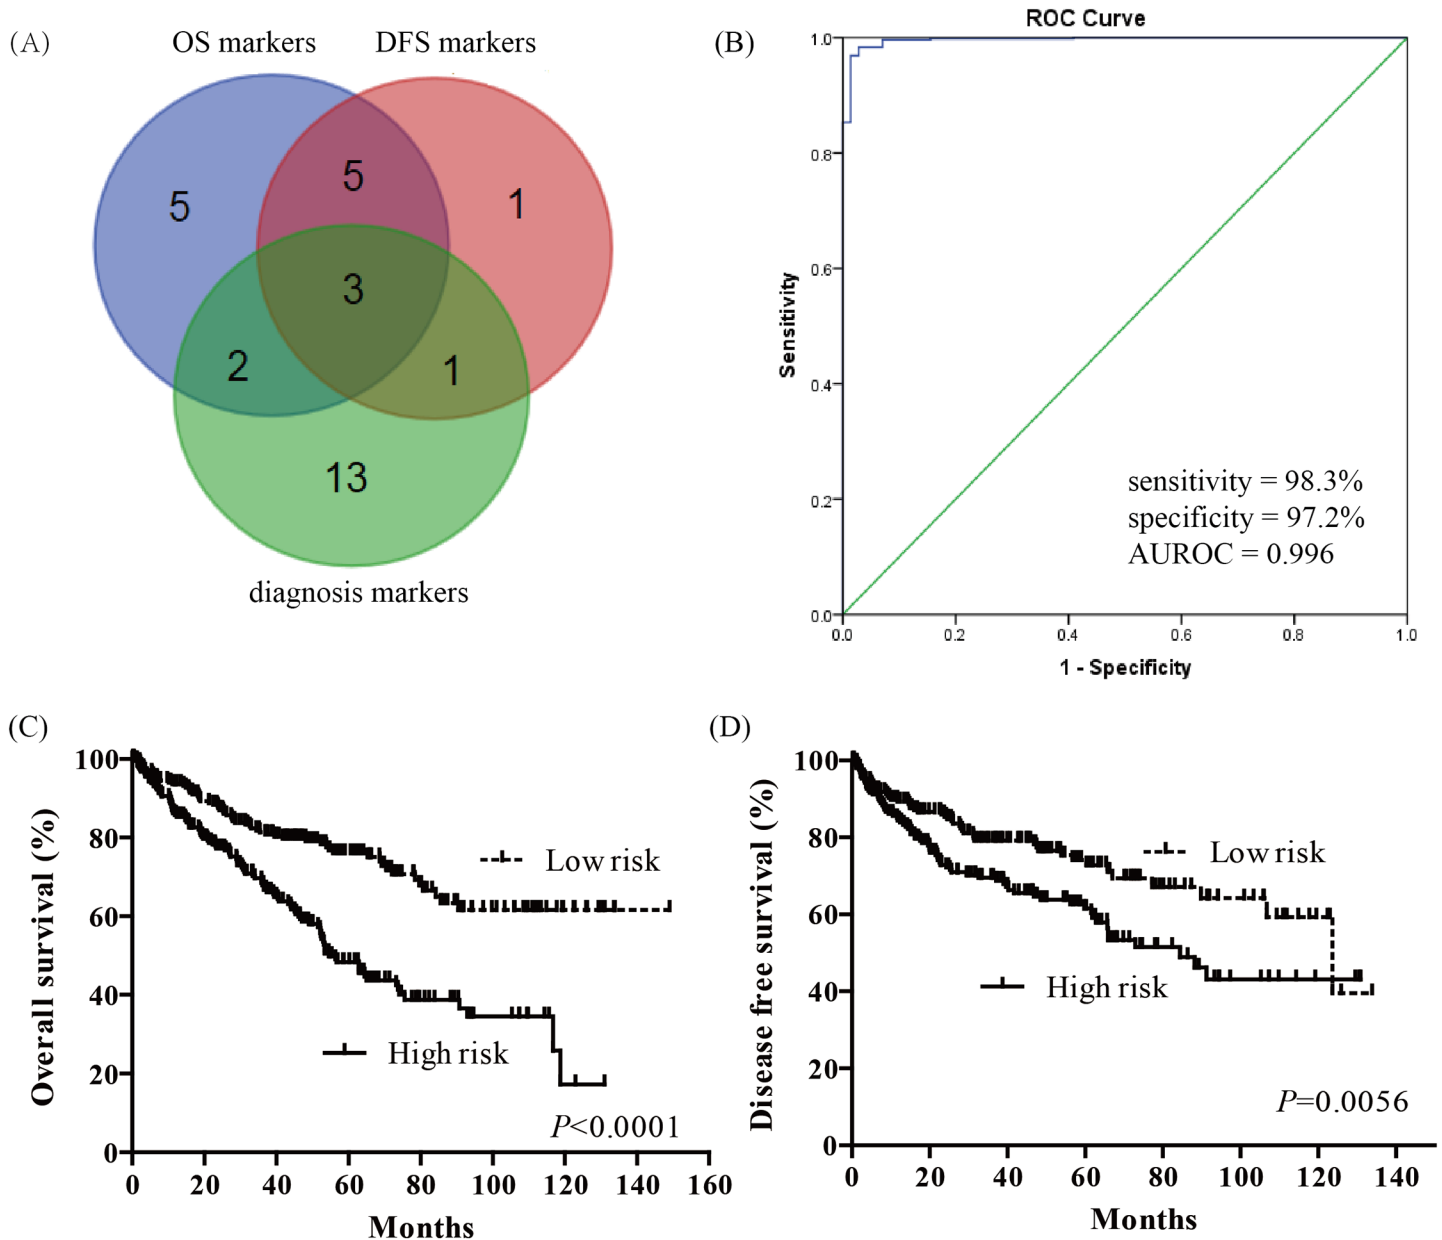 (A)
OS markers
DFS markers
5
5
1
3
2
1
13
diagnosis markers
(B)
ROC Curve
Sensitivity
1.0
0.8
0.6
0.4
0.2
0.0
sensitivity = 98.3%
specificity = 97.2%
AUROC = 0.996
0.0 0.2 0.4 0.6 0.8 1.0
1 - Specificity
(C)
Overall survival (%)
100
80
60
40
20
0
Low risk
High risk
P<0.0001
0 20 40 60 80 100 120 140 160
Months
(D)
Disease free survival (%)
100
80
60
40
20
0
Low risk
High risk
P=0.0056
0 20 40 60 80 100 120 140
Months